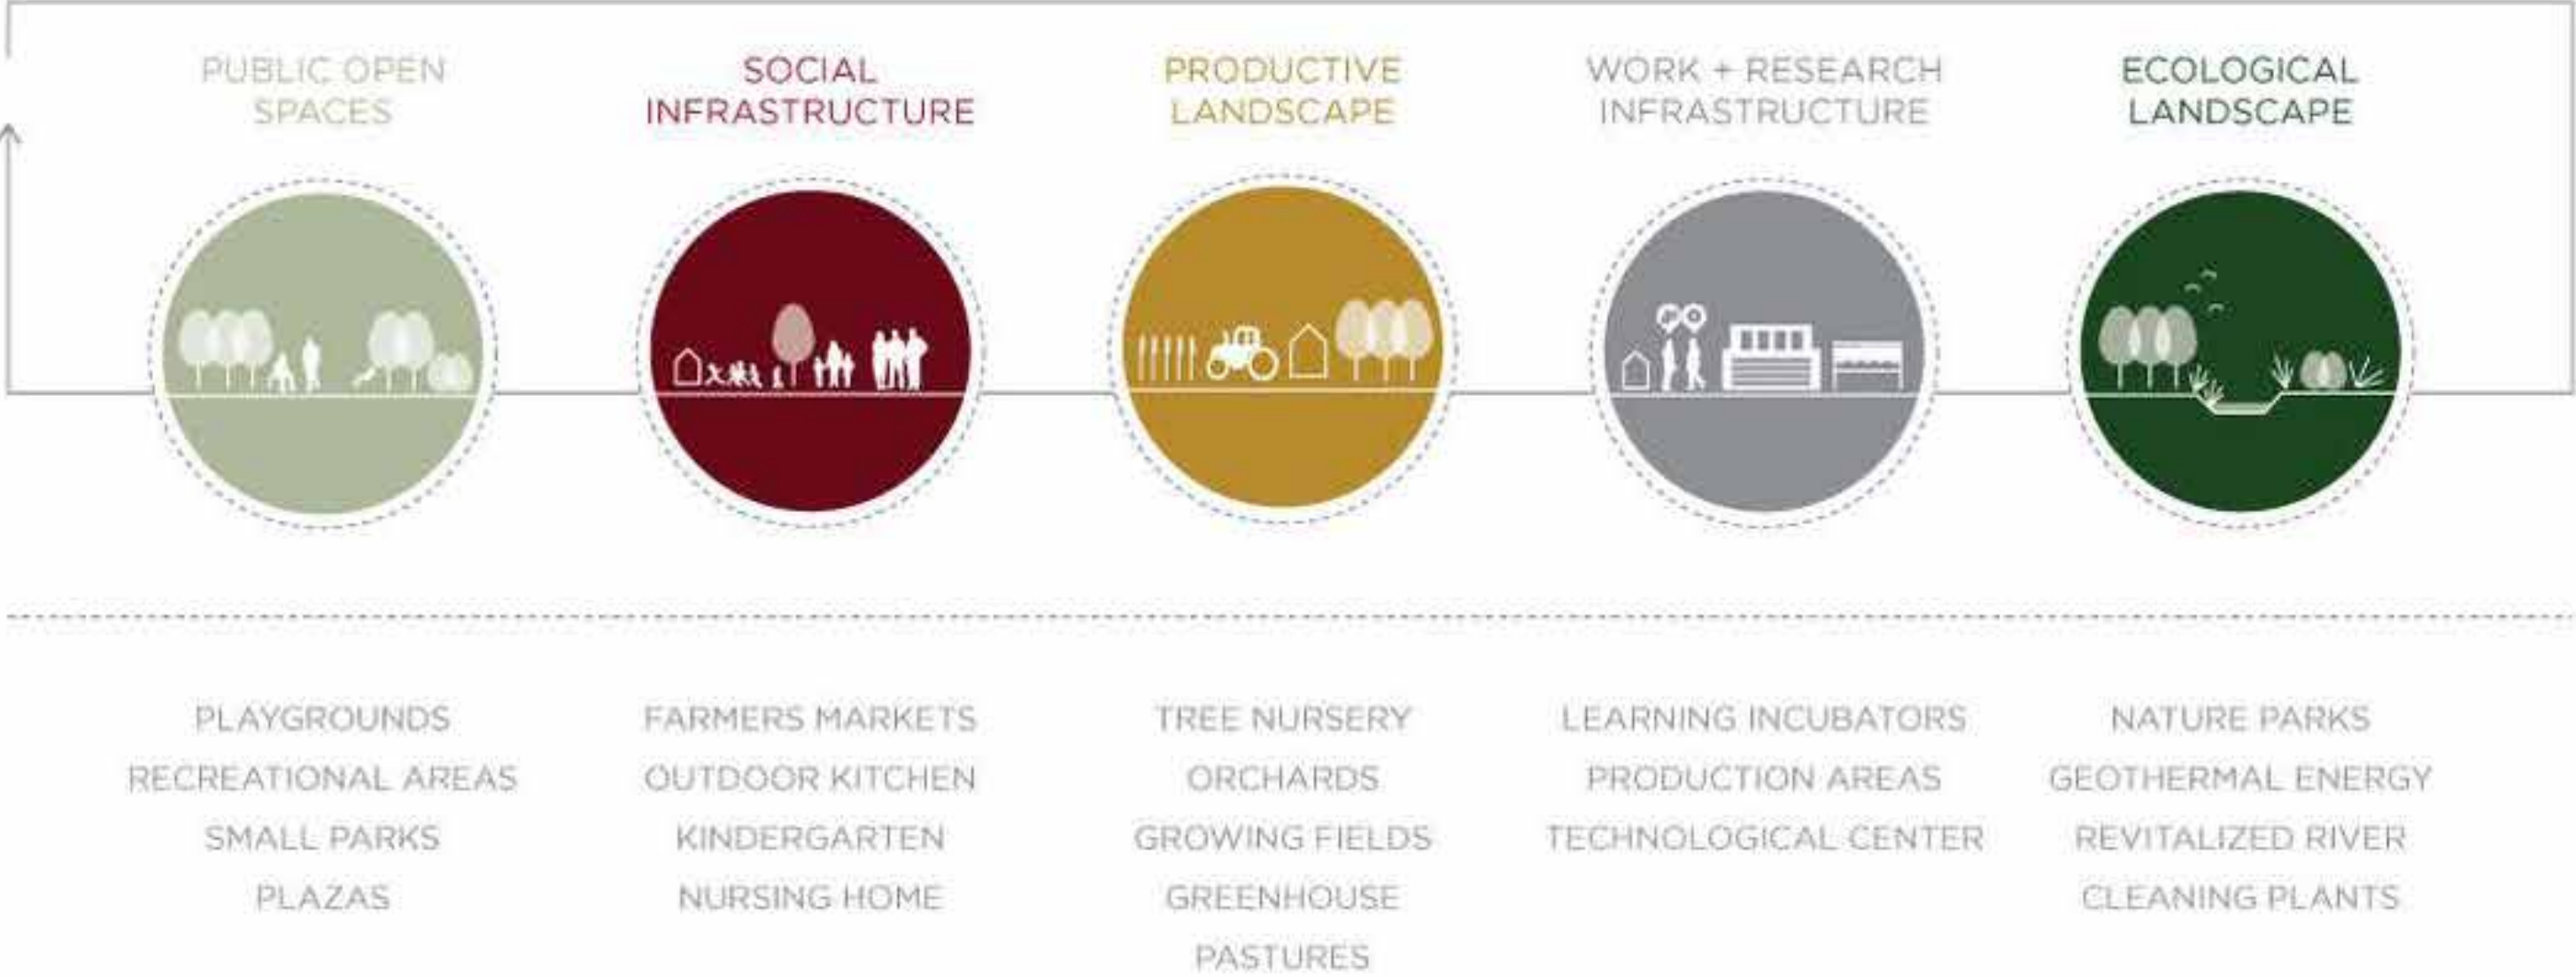 PUBLIC OPEN
SPACES
SOCIAL
INFRASTRUCTURE
PRODUCTIVE
LANDSCAPE
WORK + RESEARCH
INFRASTRUCTURE
ECOLOGICAL
LANDSCAPE
PLAYGROUNDS
RECREATIONAL AREAS
SMALL PARKS
PLAZAS
FARMERS MARKETS
OUTDOOR KITCHEN
KINDERGARTEN
NURSING HOME
TREE NURSERY
ORCHARDS
GROWING FIELDS
GREENHOUSE
PASTURES
LEARNING INCUBATORS
PRODUCTION AREAS
TECHNOLOGICAL CENTER
NATURE PARKS
GEOTHERMAL ENERGY
REVITALIZED RIVER
CLEANING PLANTS